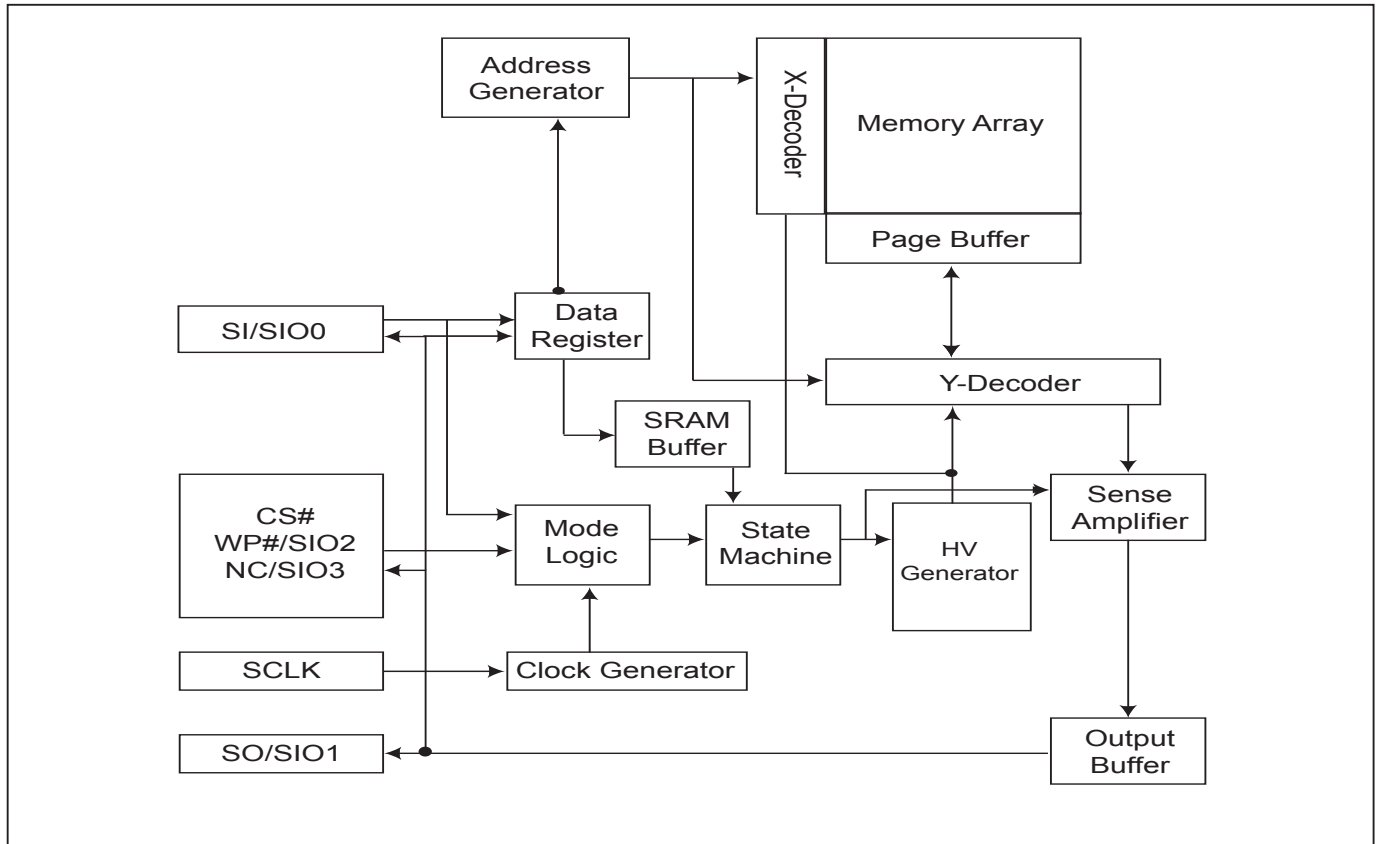 Address
Generator
X-Decoder
Memory Array
Page Buffer
SI/SIO0
Data
Register
Y-Decoder
SRAM
Buffer
CS#
WP#/SIO2
NC/SIO3
Mode
Logic
State
Machine
HV
Generator
Sense
Amplifier
SCLK
Clock Generator
SO/SIO1
Output
Buffer